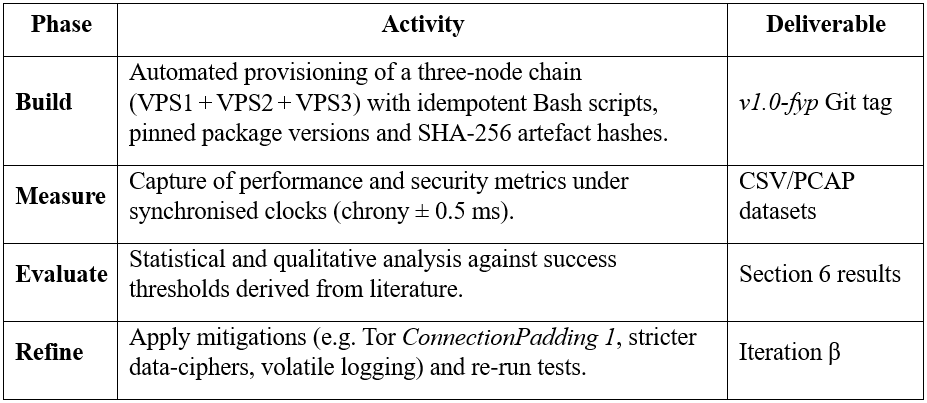 Phase Activity Deliverable
Automated provisioning of a three-node chain
Build (VPS1 + VPS2 + VPS3) with idempotent Bash scripts, v1.0-fyp Git tag
pinned package versions and SHA-256 artefact hashes.
Measure Capture of performance and security metrics under CSV/PCAP
synchronised clocks (chrony ± 0.5 ms). datasets
Evaluate Statistical and qualitative analysis against success Section 6 results
thresholds derived from literature.
Refine Apply mitigations (e.g. Tor ConnectionPadding 1, stricter Iteration β
data-ciphers, volatile logging) and re-run tests.